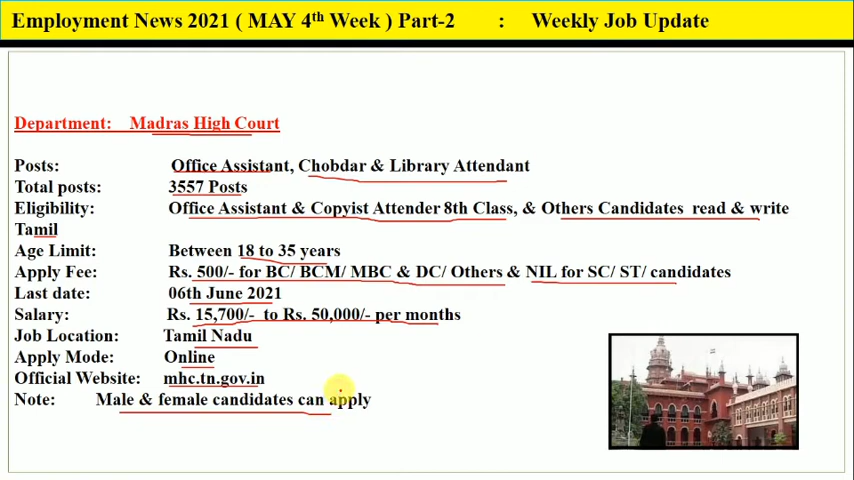 Employment News 2021 ( MAY 4th Week ) Part-2 : Weekly Job Update
Department: Madras High Court
Posts: Office Assistant, Chobdar & Library Attendant
Total posts: 3557 Posts
Eligibility: Office Assistant & Copyist Attender 8th Class, & Others Candidates read & write
Tamil
Age Limit: Between 18 to 35 years
Apply Fee: Rs. 500/- for BC/ BCM/ MBC & DC/ Others & NIL for SC/ ST/ candidates
Last date: 06th June 2021
Salary: Rs. 15,700/- to Rs. 50,000/- per months
Job Location: Tamil Nadu
Apply Mode: Online
Official Website: mhc.tn.gov.in
Note: Male & female candidates can apply